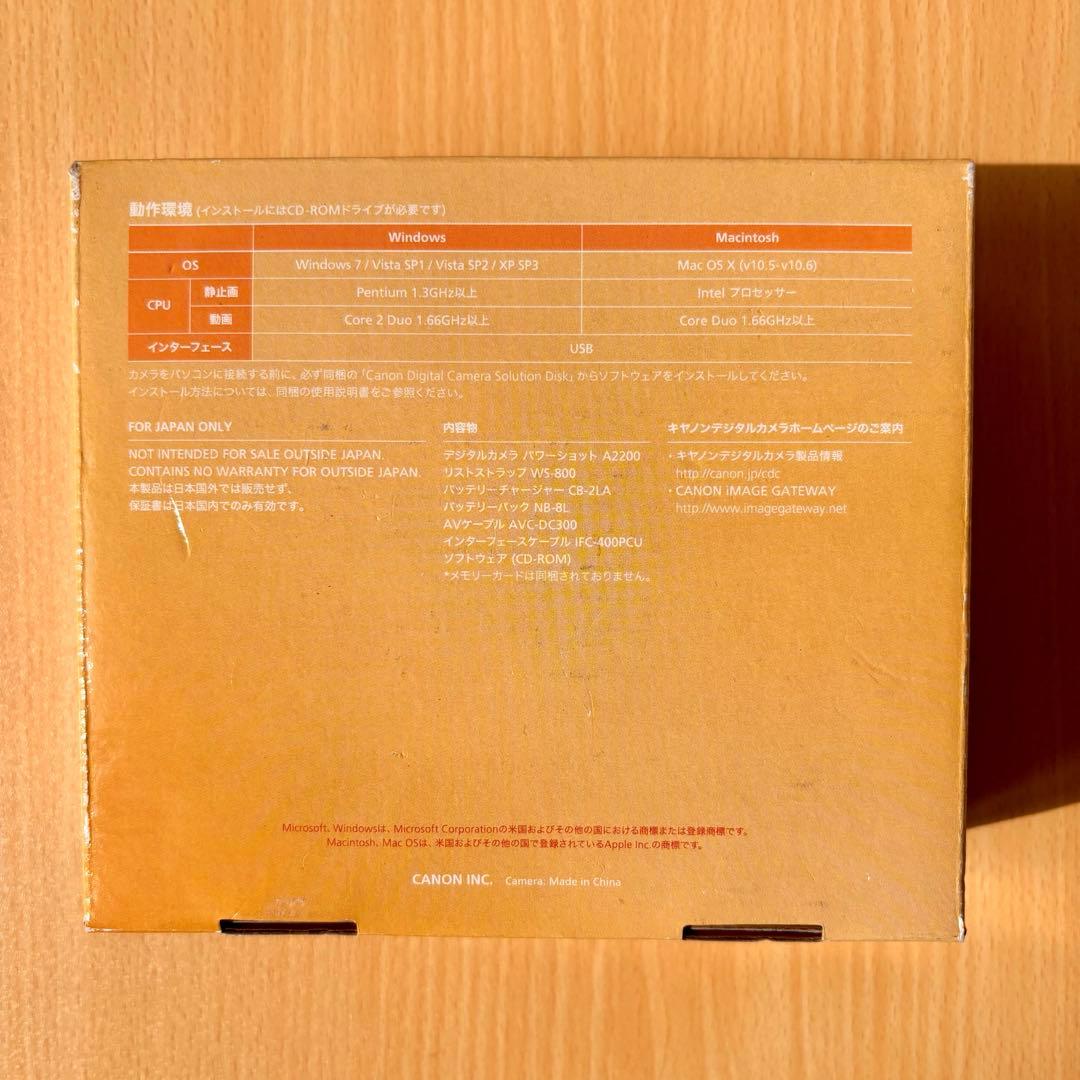 動作環境 (インストールにはCD-ROMドライブが必要です)
Windows Macintosh
OS Windows 7 / Vista SP1 / Vista SP2 / XP SP3 Mac OS X (v10.5-v10.6)
CPU 静止画 Pentium 1.3GHz以上 Intel プロセッサー
動画 Core 2 Duo 1.66GHz以上 Core Duo 1.66GHz以上
インターフェース USB
カメラをパソコンに接続する前に、必ず同梱の「Canon Digital Camera Solution Disk」からソフトウェアをインストールしてください。
インストール方法については、同梱の使用説明書をご参照ください。
FOR JAPAN ONLY
NOT INTENDED FOR SALE OUTSIDE JAPAN.
CONTAINS NO WARRANTY FOR OUTSIDE JAPAN.
本製品は日本国外では販売せず、
保証書は日本国内でのみ有効です。
内容物
デジタルカメラ パワーショット A2200
リストストラップ WS-800
バッテリーチャージャー CB-2LA
バッテリーパック NB-8L
AVケーブル AVC-DC300
インターフェースケーブル IFC-400PCU
ソフトウェア (CD-ROM)
*メモリーカードは同梱されておりません。
キヤノンデジタルカメラホームページのご案内
・キヤノンデジタルカメラ製品情報
http://canon.jp/cdc
・CANON iMAGE GATEWAY
http://www.imagegateway.net
Microsoft、Windowsは、Microsoft Corporationの米国およびその他の国における商標または登録商標です。
Macintosh、Mac OSは、米国およびその他の国で登録されているApple Inc.の商標です。
CANON INC. Camera: Made in China